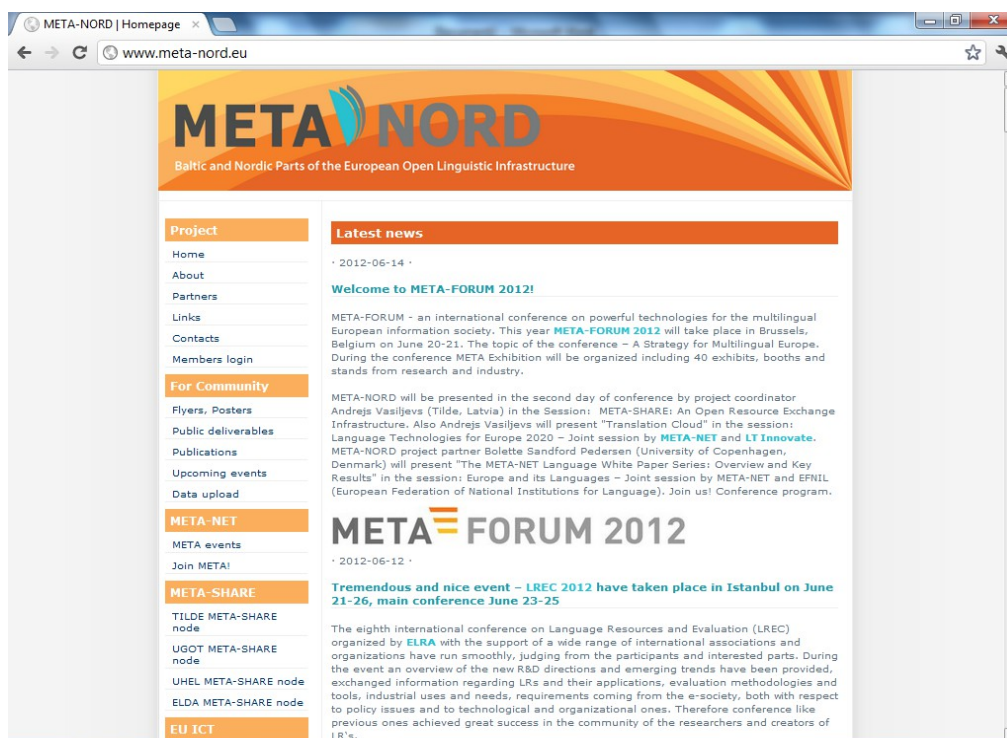 META-NORD | Homepage
www.meta-nord.eu
META NORD
Baltic and Nordic Parts of the European Open Linguistic Infrastructure
Project
Home
About
Partners
Links
Contacts
Members login
For Community
Flyers, Posters
Public deliverables
Publications
Upcoming events
Data upload
META-NET
META events
Join META!
META-SHARE
TILDE META-SHARE
node
UGOT META-SHARE
node
UHEL META-SHARE node
ELDA META-SHARE node
EU ICT
Latest news
· 2012-06-14 ·
Welcome to META-FORUM 2012!
META-FORUM - an international conference on powerful technologies for the multilingual
European information society. This year META-FORUM 2012 will take place in Brussels,
Belgium on June 20-21. The topic of the conference – A Strategy for Multilingual Europe.
During the conference META Exhibition will be organized including 40 exhibits, booths and
stands from research and industry.
META-NORD will be presented in the second day of conference by project coordinator
Andrejs Vasiljevs (Tilde, Latvia) in the Session: META-SHARE: An Open Resource Exchange
Infrastructure. Also Andrejs Vasiljevs will present "Translation Cloud" in the session:
Language Technologies for Europe 2020 – Joint session by META-NET and LT Innovate.
META-NORD project partner Bolette Sandford Pedersen (University of Copenhagen,
Denmark) will present "The META-NET Language White Paper Series: Overview and Key
Results" in the session: Europe and its Languages – Joint session by META-NET and EFNIL
(European Federation of National Institutions for Language). Join us! Conference program.
META FORUM 2012
· 2012-06-12 ·
Tremendous and nice event – LREC 2012 have taken place in Istanbul on June
21-26, main conference June 23-25
The eighth international conference on Language Resources and Evaluation (LREC)
organized by ELRA with the support of a wide range of international associations and
organizations have run smoothly, judging from the participants and interested parts. During
the event an overview of the new R&D directions and emerging trends have been provided,
exchanged information regarding LRs and their applications, evaluation methodologies and
tools, industrial uses and needs, requirements coming from the e-society, both with respect
to policy issues and to technological and organizational ones. Therefore conference like
previous ones achieved great success in the community of the researchers and creators of
LR's.